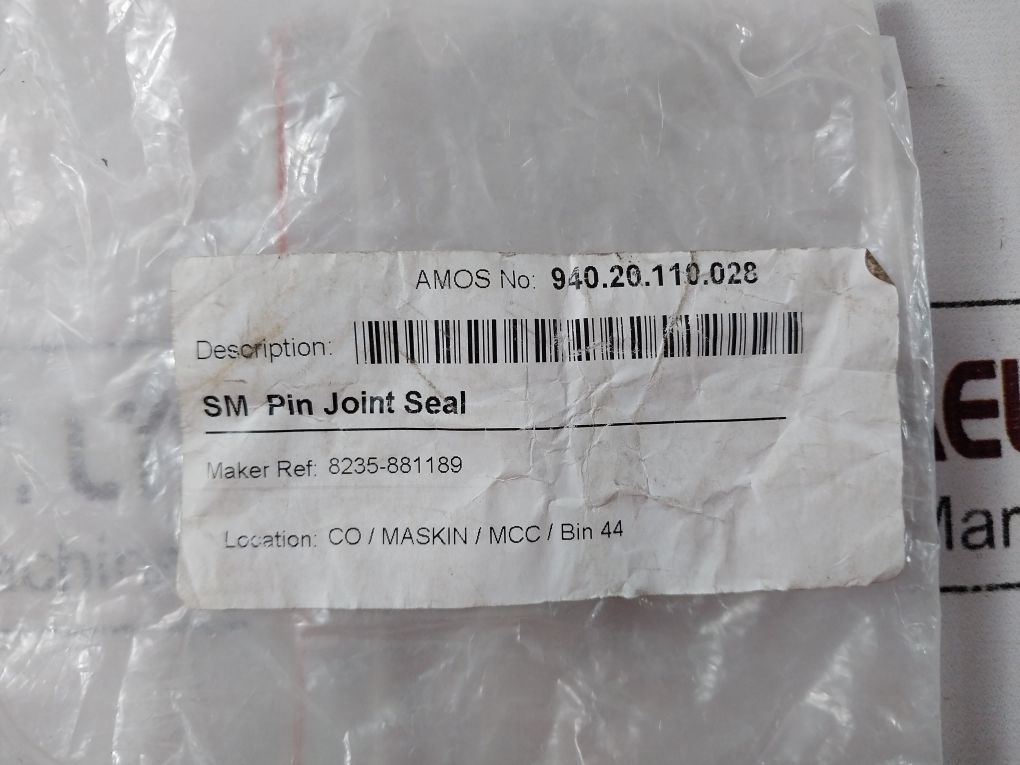 AMOS No: 940.20.110.028
Description:
SM Pin Joint Seal
Maker Ref: 8235-881189
Location: CO / MASKIN / MCC / Bin 44